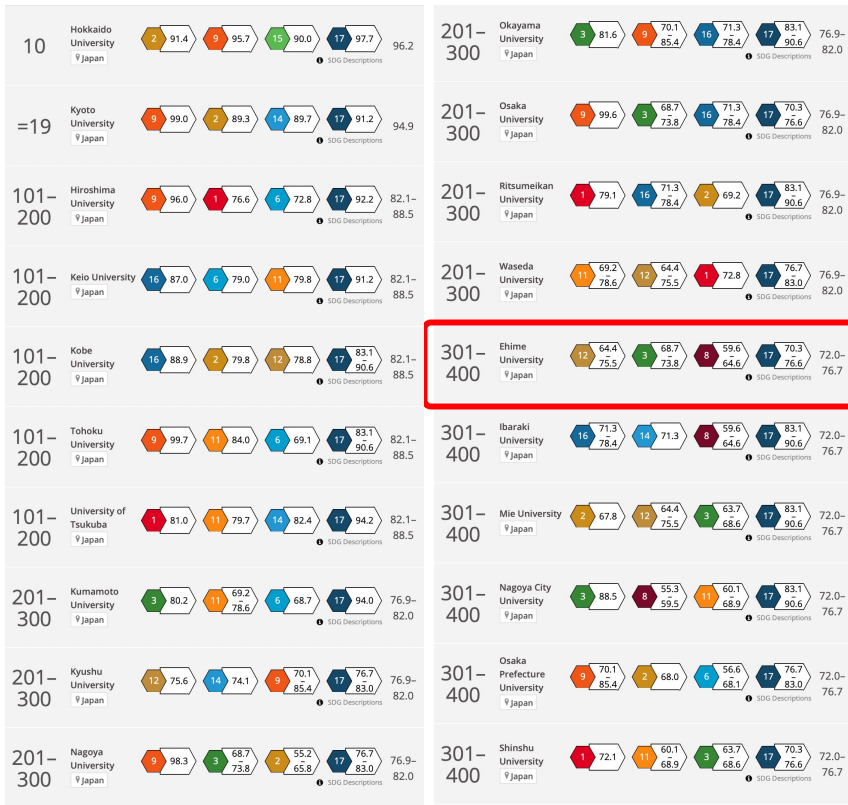 10
Hokkaido
University
Japan
2 91.4 9 95.7 15 90.0 17 97.7
SDG Descriptions
96.2
=19
Kyoto
University
Japan
9 99.0 2 89.3 14 89.7 17 91.2
SDG Descriptions
94.9
101–
200
Hiroshima
University
Japan
9 96.0 1 76.6 6 72.8 17 92.2
SDG Descriptions
82.1–
88.5
101–
200
Keio University
Japan
16 87.0 6 79.0 11 79.8 17 91.2
SDG Descriptions
82.1–
88.5
101–
200
Kobe
University
Japan
16 88.9 2 79.8 12 78.8 17 83.1 – 90.6
SDG Descriptions
82.1–
88.5
101–
200
Tohoku
University
Japan
9 99.7 11 84.0 6 69.1 17 83.1 – 90.6
SDG Descriptions
82.1–
88.5
101–
200
University of
Tsukuba
Japan
1 81.0 11 79.7 14 82.4 17 94.2
SDG Descriptions
82.1–
88.5
201–
300
Kumamoto
University
Japan
3 80.2 11 69.2 – 78.6 6 68.7 17 94.0
SDG Descriptions
76.9–
82.0
201–
300
Kyushu
University
Japan
12 75.6 14 74.1 9 70.1 – 85.4 17 76.7 – 83.0
SDG Descriptions
76.9–
82.0
201–
300
Nagoya
University
Japan
9 98.3 3 68.7 – 73.8 2 55.2 – 65.8 17 76.7 – 83.0
SDG Descriptions
76.9–
82.0
201–
300
Okayama
University
Japan
3 81.6 9 70.1 – 85.4 16 71.3 – 78.4 17 83.1 – 90.6
SDG Descriptions
76.9–
82.0
201–
300
Osaka
University
Japan
9 99.6 3 68.7 – 73.8 16 71.3 – 78.4 17 70.3 – 76.6
SDG Descriptions
76.9–
82.0
201–
300
Ritsumeikan
University
Japan
1 79.1 16 71.3 – 78.4 2 69.2 17 83.1 – 90.6
SDG Descriptions
76.9–
82.0
201–
300
Waseda
University
Japan
11 69.2 – 78.6 12 64.4 – 75.5 1 72.8 17 76.7 – 83.0
SDG Descriptions
76.9–
82.0
301–
400
Ehime
University
Japan
12 64.4 – 75.5 3 68.7 – 73.8 8 59.6 – 64.6 17 70.3 – 76.6
SDG Descriptions
72.0–
76.7
301–
400
Ibaraki
University
Japan
16 71.3 – 78.4 14 71.3 8 59.6 – 64.6 17 83.1 – 90.6
SDG Descriptions
72.0–
76.7
301–
400
Mie University
Japan
2 67.8 12 64.4 – 75.5 3 63.7 – 68.6 17 83.1 – 90.6
SDG Descriptions
72.0–
76.7
301–
400
Nagoya City
University
Japan
3 88.5 8 55.3 – 59.5 11 60.1 – 68.9 17 83.1 – 90.6
SDG Descriptions
72.0–
76.7
301–
400
Osaka
Prefecture
University
Japan
9 70.1 – 85.4 2 68.0 6 56.6 – 68.1 17 76.7 – 83.0
SDG Descriptions
72.0–
76.7
301–
400
Shinshu
University
Japan
1 72.1 11 60.1 – 68.9 3 63.7 – 68.6 17 70.3 – 76.6
SDG Descriptions
72.0–
76.7